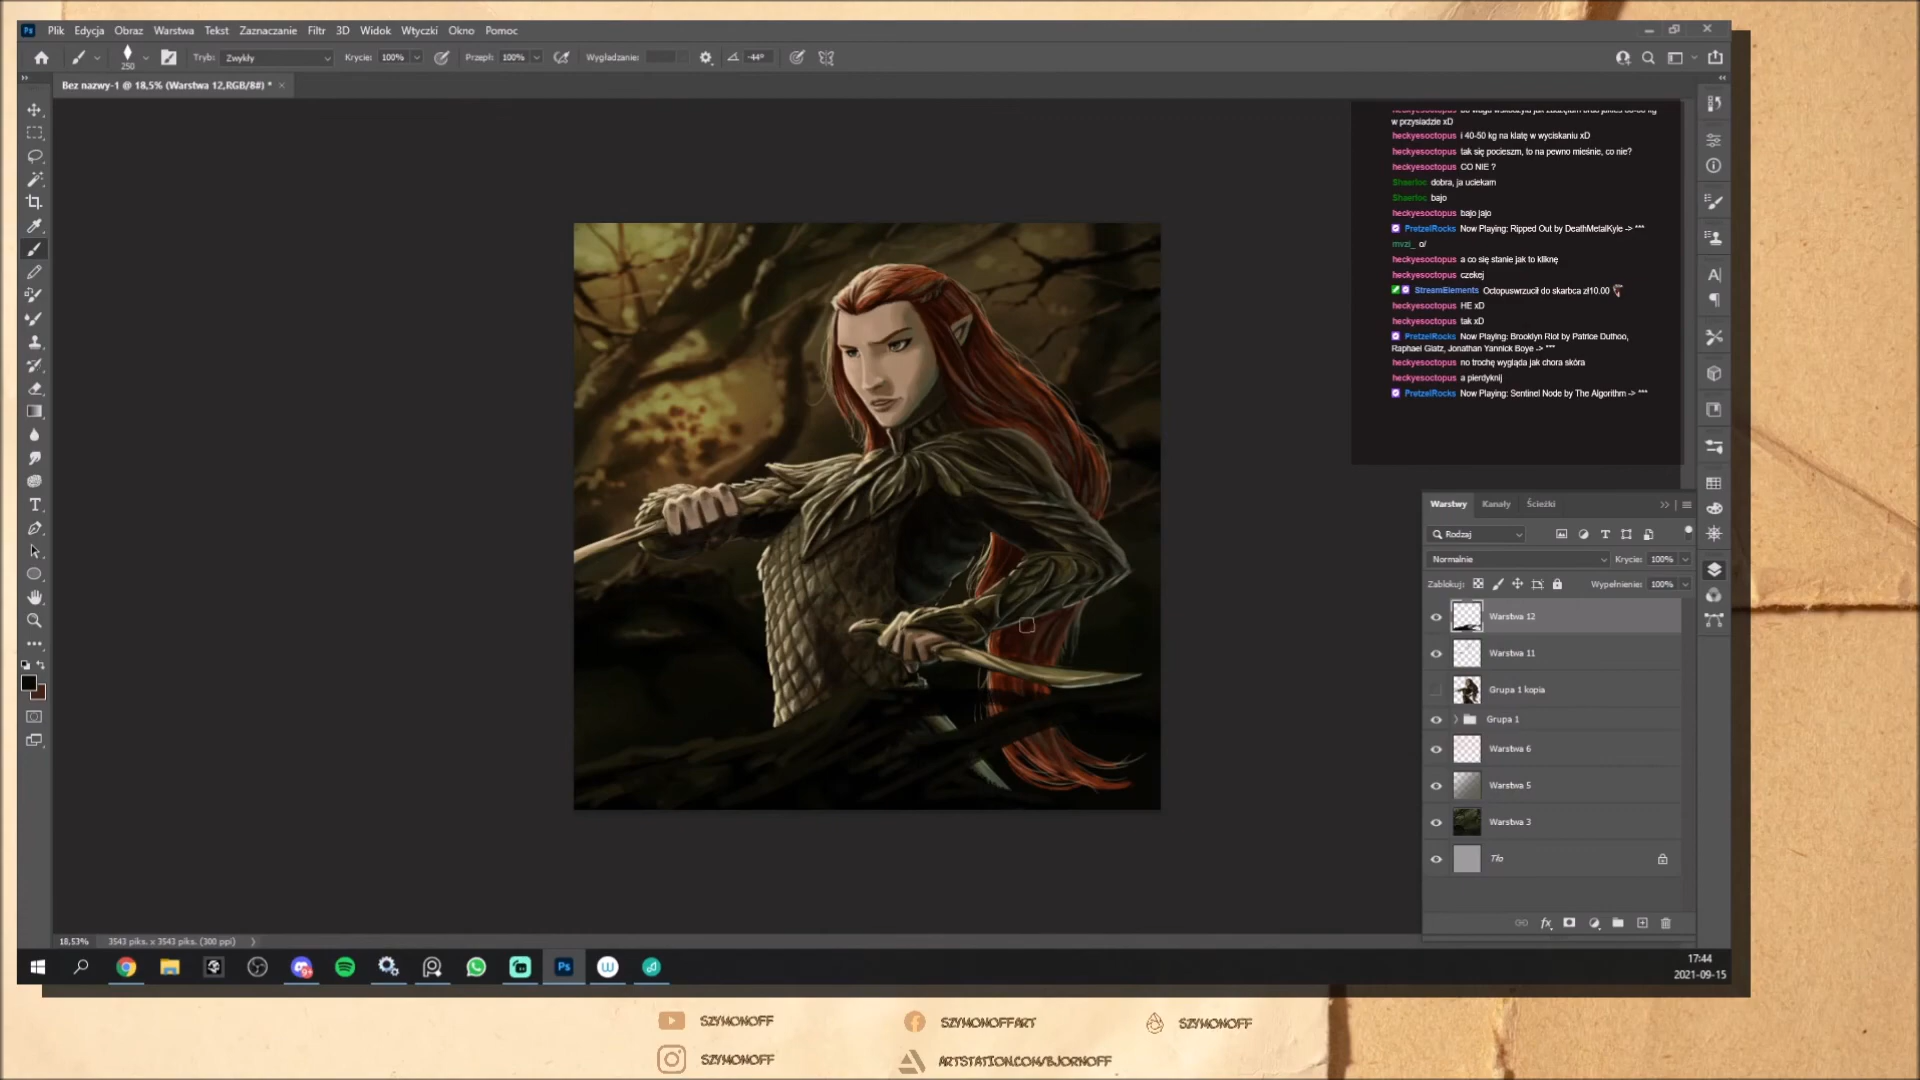 Plik Edycja Obraz Warstwa Tekst Zaznaczanie Filtr 3D Widok Wtyczki Okno Pomoc
250 Tryb: Zwykły Krycie: 100% Przepł: 100% Wygładzanie: -44°
Bez nazwy-1 @ 18,5% (Warstwa 12,RGB/8#) *
w przysiadzie xD
heckyesoctopus i 40-50 kg na klatę w wyciskaniu xD
heckyesoctopus tak się pocieszm, to na pewno mieśnie, co nie?
heckyesoctopus CO NIE ?
Shaerloc dobra, ja uciekam
Shaerloc bajo
heckyesoctopus bajo jajo
PretzelRocks Now Playing: Ripped Out by DeathMetalKyle -> ***
mvzi_ o/
heckyesoctopus a co się stanie jak to kliknę
heckyesoctopus czekej
StreamElements Octopuswrzucił do skarbca zł10.00
heckyesoctopus HE xD
heckyesoctopus tak xD
PretzelRocks Now Playing: Brooklyn Riot by Patrice Duthoo,
Raphael Glatz, Jonathan Yannick Boye -> ***
heckyesoctopus no trochę wygląda jak chora skóra
heckyesoctopus a pierdyknij
PretzelRocks Now Playing: Sentinel Node by The Algorithm -> ***
Warstwy Kanały Ścieżki
Rodzaj
Normalnie Krycie: 100%
Zablokuj: Wypełnienie: 100%
Warstwa 12
Warstwa 11
Grupa 1 kopia
Grupa 1
Warstwa 6
Warstwa 5
Warstwa 3
Tło
18,53% 3543 piks. x 3543 piks. (300 ppi)
17:44
2021-09-15
SZYMONOFF SZYMONOFFART SZYMONOFF
SZYMONOFF ARTSTATION.COM/BJORNOFF